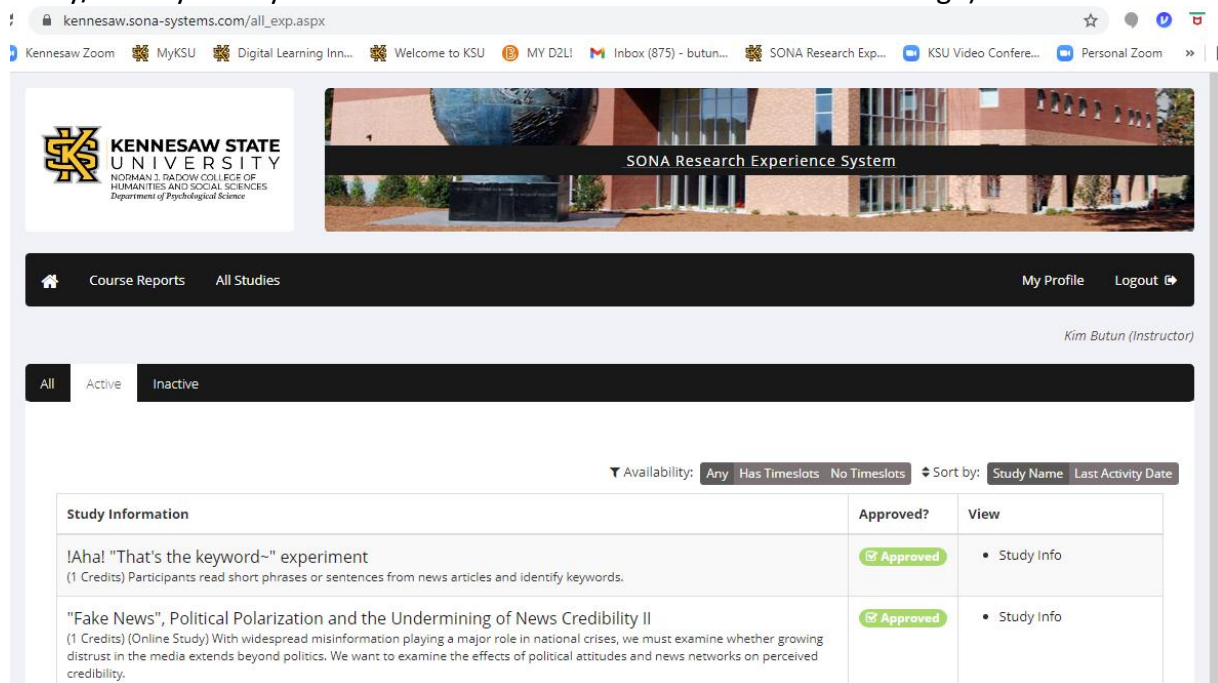 kennesaw.sona-systems.com/all_exp.aspx
Kennesaw Zoom MyKSU Digital Learning Inn... Welcome to KSU MY D2L! Inbox (875) - butun... SONA Research Exp... KSU Video Confere... Personal Zoom »
KENNESAW STATE
UNIVERSITY
NORMAN J. RADOW COLLEGE OF
HUMANITIES AND SOCIAL SCIENCES
Department of Psychological Science
SONA Research Experience System
Course Reports All Studies My Profile Logout
Kim Butun (Instructor)
All Active Inactive
Availability: Any Has Timeslots No Timeslots Sort by: Study Name Last Activity Date
Study Information Approved? View
!Aha! "That's the keyword~" experiment Approved • Study Info
(1 Credits) Participants read short phrases or sentences from news articles and identify keywords.
"Fake News", Political Polarization and the Undermining of News Credibility II Approved • Study Info
(1 Credits) (Online Study) With widespread misinformation playing a major role in national crises, we must examine whether growing
distrust in the media extends beyond politics. We want to examine the effects of political attitudes and news networks on perceived
credibility.